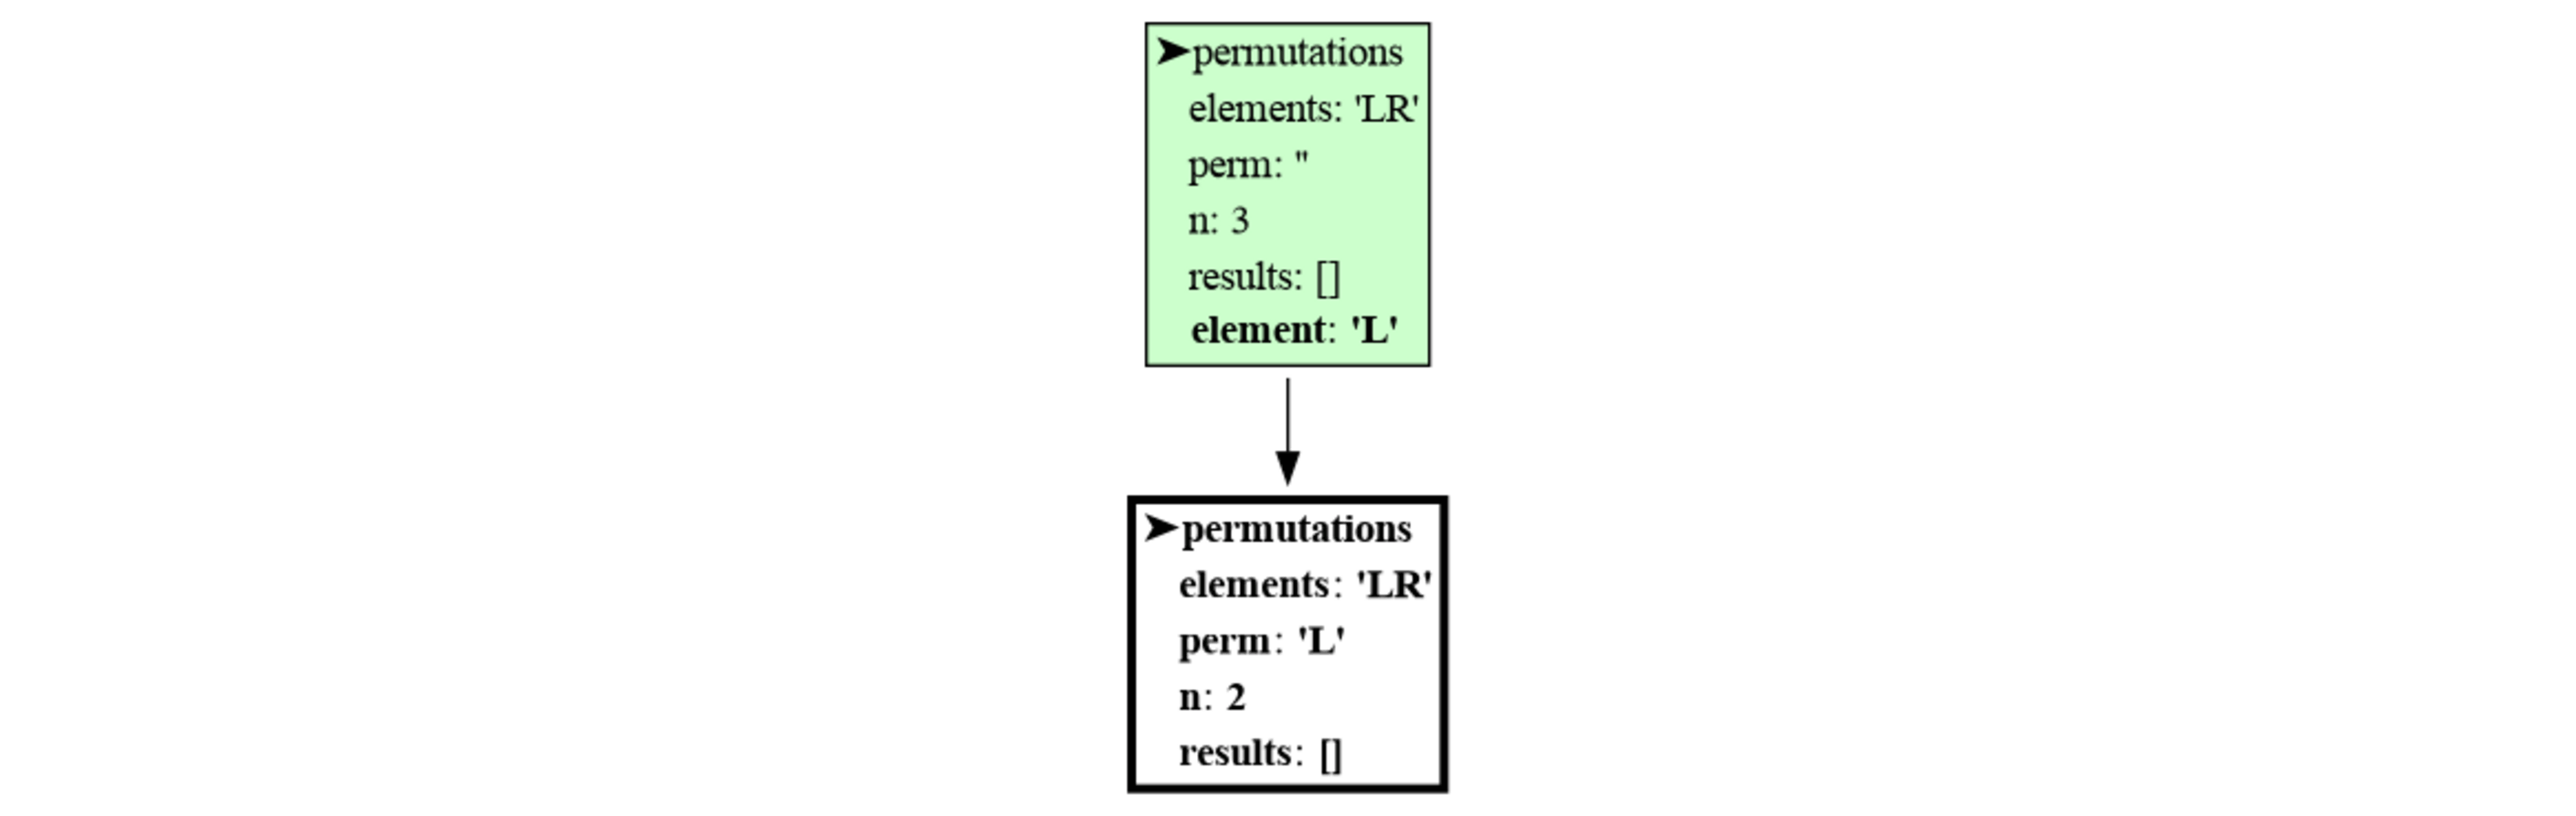 ➤permutations
elements: 'LR'
perm: ''
n: 3
results: []
element: 'L'
➤permutations
elements: 'LR'
perm: 'L'
n: 2
results: []